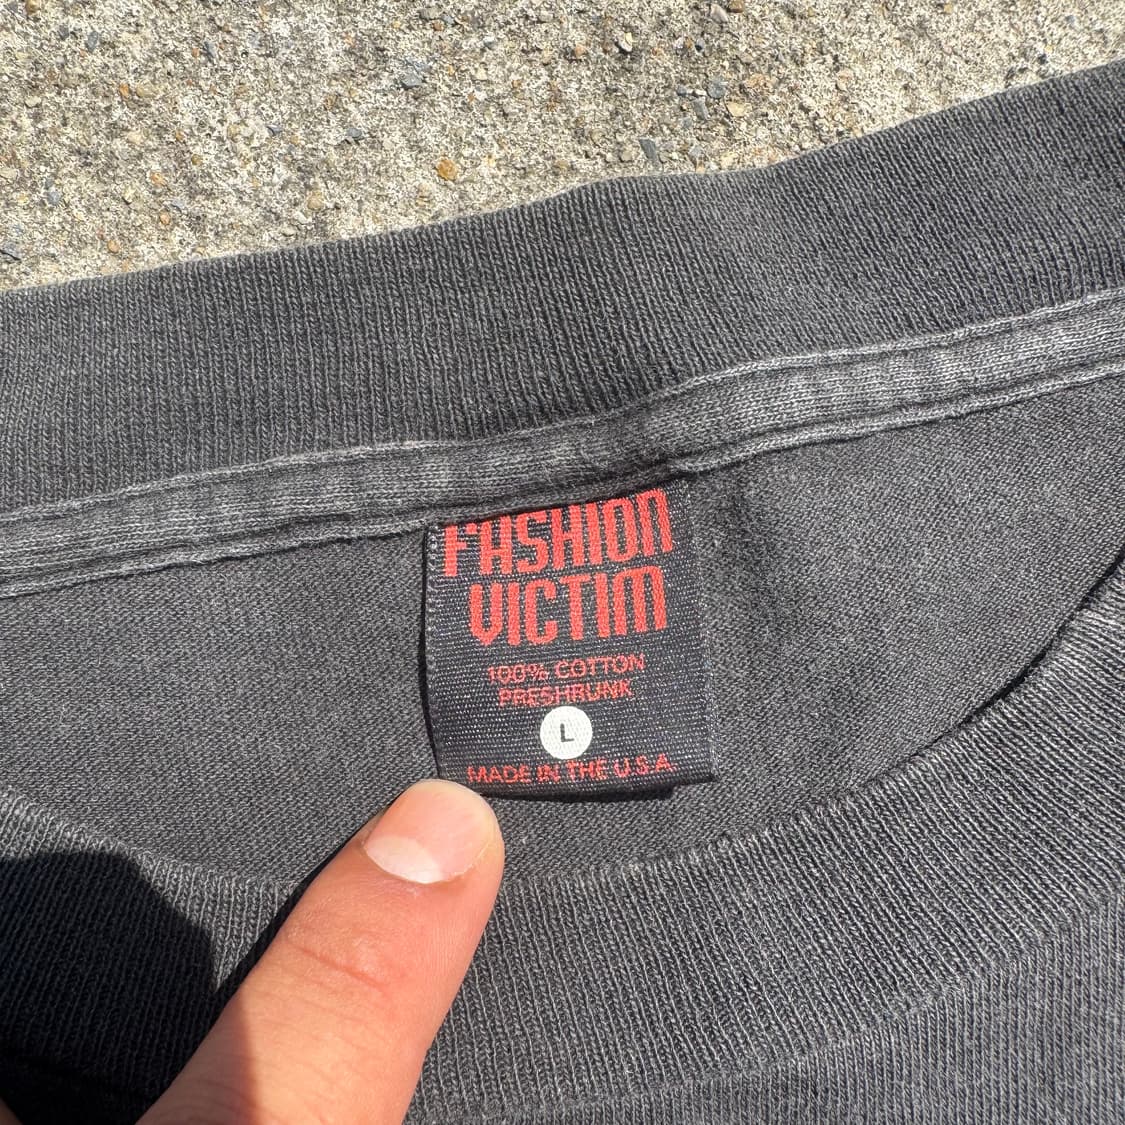 FASHION
VICTIM
100% COTTON
PRESHRUNK
L
MADE IN THE U.S.A.